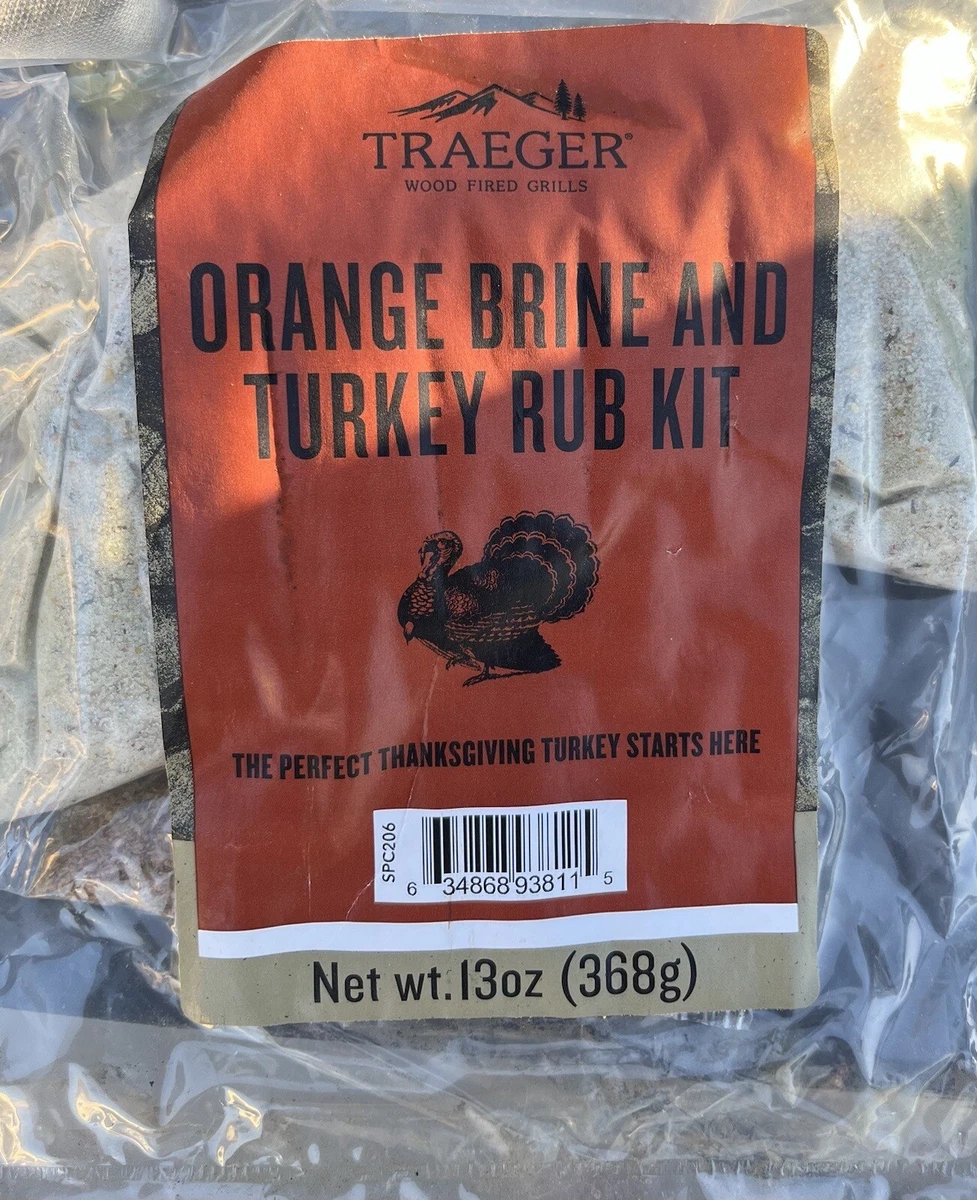 TRAEGER®
WOOD FIRED GRILLS
ORANGE BRINE AND
TURKEY RUB KIT
THE PERFECT THANKSGIVING TURKEY STARTS HERE
SPC206
6 34868 93811 5
Net wt. 13oz (368g)